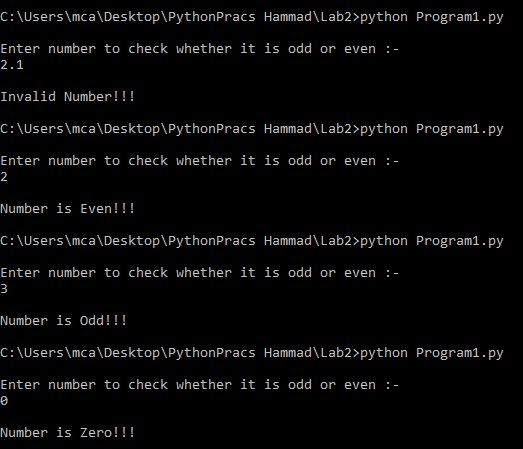 C:\Users\mca\Desktop\PythonPracs Hammad\Lab2>python Program1.py
Enter number to check whether it is odd or even :-
2.1
Invalid Number!!!
C:\Users\mca\Desktop\PythonPracs Hammad\Lab2>python Program1.py
Enter number to check whether it is odd or even :-
2
Number is Even!!!
C:\Users\mca\Desktop\PythonPracs Hammad\Lab2>python Program1.py
Enter number to check whether it is odd or even :-
3
Number is Odd!!!
C:\Users\mca\Desktop\PythonPracs Hammad\Lab2>python Program1.py
Enter number to check whether it is odd or even :-
0
Number is Zero!!!